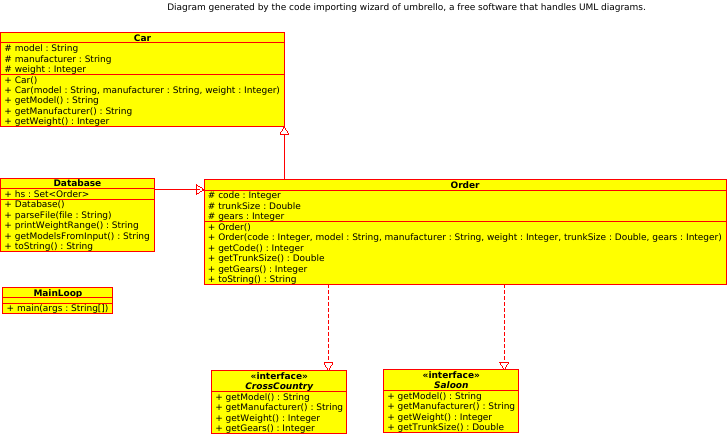 Diagram generated by the code importing wizard of umbrello, a free software that handles UML diagrams.
Car
# model : String
# manufacturer : String
# weight : Integer
+ Car()
+ Car(model : String, manufacturer : String, weight : Integer)
+ getModel() : String
+ getManufacturer() : String
+ getWeight() : Integer
Database
+ hs : Set<Order>
+ Database()
+ parseFile(file : String)
+ printWeightRange() : String
+ getModelsFromInput() : String
+ toString() : String
Order
# code : Integer
# trunkSize : Double
# gears : Integer
+ Order()
+ Order(code : Integer, model : String, manufacturer : String, weight : Integer, trunkSize : Double, gears : Integer)
+ getCode() : Integer
+ getTrunkSize() : Double
+ getGears() : Integer
+ toString() : String
MainLoop
+ main(args : String[])
«interface»
CrossCountry
+ getModel() : String
+ getManufacturer() : String
+ getWeight() : Integer
+ getGears() : Integer
«interface»
Saloon
+ getModel() : String
+ getManufacturer() : String
+ getWeight() : Integer
+ getTrunkSize() : Double